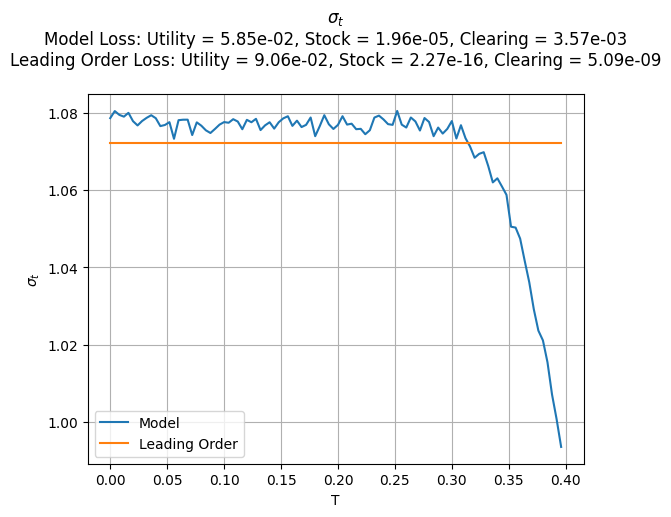 σₜ
Model Loss: Utility = 5.85e-02, Stock = 1.96e-05, Clearing = 3.57e-03
Leading Order Loss: Utility = 9.06e-02, Stock = 2.27e-16, Clearing = 5.09e-09
1.08
1.06
1.04
1.02
1.00
σₜ
Model
Leading Order
0.00 0.05 0.10 0.15 0.20 0.25 0.30 0.35 0.40
T